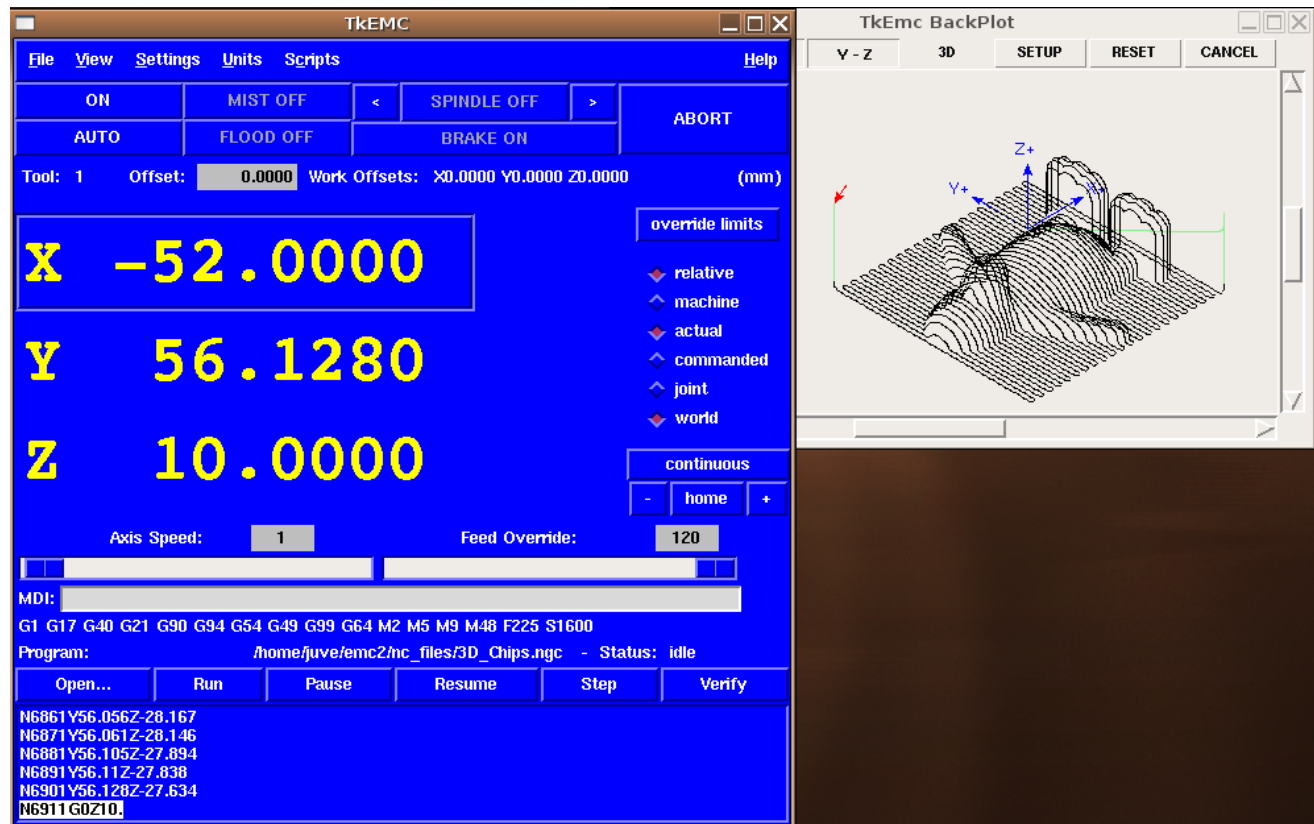 TkEMC
File View Settings Units Scripts Help
ON MIST OFF < SPINDLE OFF > ABORT
AUTO FLOOD OFF BRAKE ON
Tool: 1 Offset: 0.0000 Work Offsets: X0.0000 Y0.0000 Z0.0000 (mm)
override limits
X -52.0000
relative
machine
Y 56.1280
actual
commanded
joint
world
Z 10.0000
continuous
- home +
Axis Speed: 1 Feed Override: 120
MDI:
G1 G17 G40 G21 G90 G94 G54 G49 G99 G64 M2 M5 M9 M48 F225 S1600
Program: /home/juve/emc2/nc_files/3D_Chips.ngc - Status: idle
Open... Run Pause Resume Step Verify
N6861Y56.056Z-28.167
N6871Y56.061Z-28.146
N6881Y56.105Z-27.894
N6891Y56.11Z-27.838
N6901Y56.128Z-27.634
N6911G0Z10.
TkEmc BackPlot
Y - Z 3D SETUP RESET CANCEL
Z+
Y+ X+